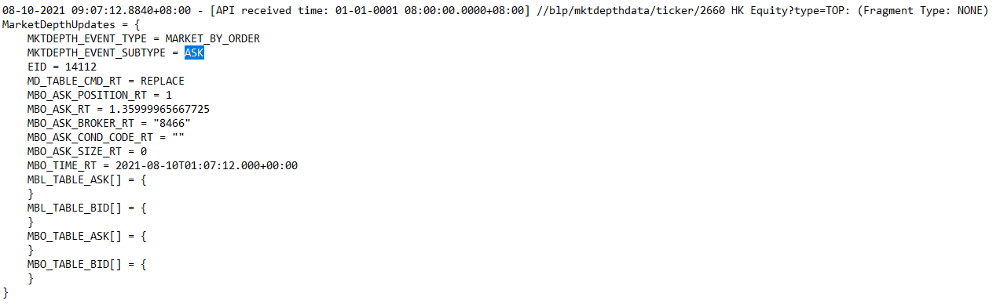 08-10-2021 09:07:12.8840+08:00 - [API received time: 01-01-0001 08:00:00.0000+08:00] //blp/mktdepthdata/ticker/2660 HK Equity?type=TOP: (Fragment Type: NONE)
MarketDepthUpdates = {
    MKTDEPTH_EVENT_TYPE = MARKET_BY_ORDER
    MKTDEPTH_EVENT_SUBTYPE = ASK
    EID = 14112
    MD_TABLE_CMD_RT = REPLACE
    MBO_ASK_POSITION_RT = 1
    MBO_ASK_RT = 1.35999965667725
    MBO_ASK_BROKER_RT = "8466"
    MBO_ASK_COND_CODE_RT = ""
    MBO_ASK_SIZE_RT = 0
    MBO_TIME_RT = 2021-08-10T01:07:12.000+00:00
    MBL_TABLE_ASK[] = {
    }
    MBL_TABLE_BID[] = {
    }
    MBO_TABLE_ASK[] = {
    }
    MBO_TABLE_BID[] = {
    }
}